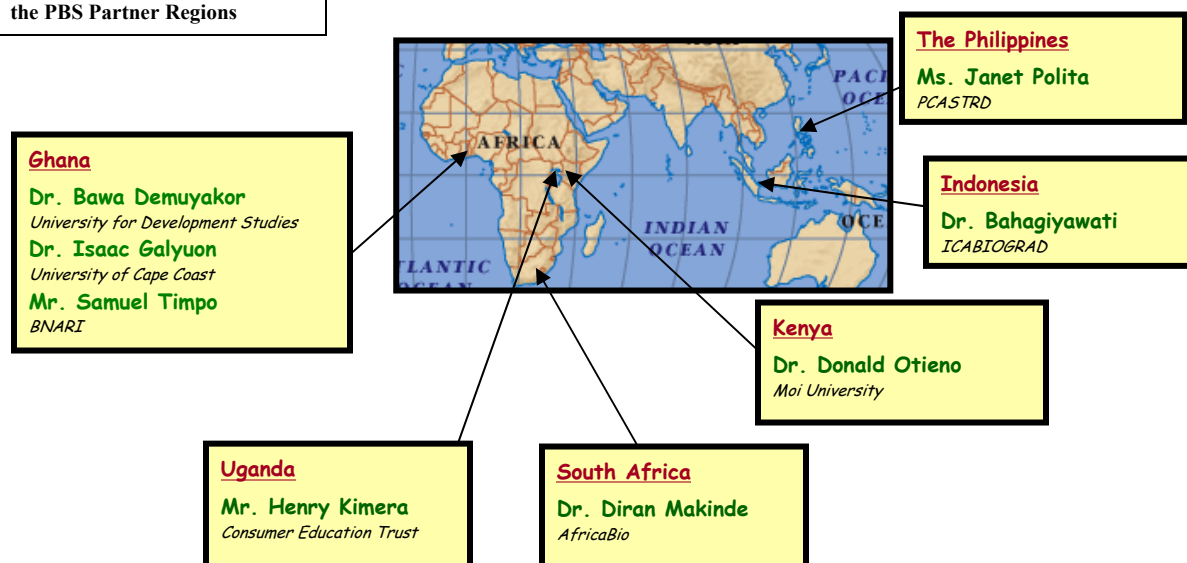 the PBS Partner Regions
The Philippines
Ms. Janet Polita
PCASTRD
AFRICA
INDIAN
OCEAN
Ghana
Dr. Bawa Demuyakor
University for Development Studies
Dr. Isaac Galyuon
University of Cape Coast
Mr. Samuel Timpo
BNARI
Indonesia
Dr. Bahagiyawati
ICABIOGRAD
Kenya
Dr. Donald Otieno
Moi University
Uganda
Mr. Henry Kimera
Consumer Education Trust
South Africa
Dr. Diran Makinde
AfricaBio